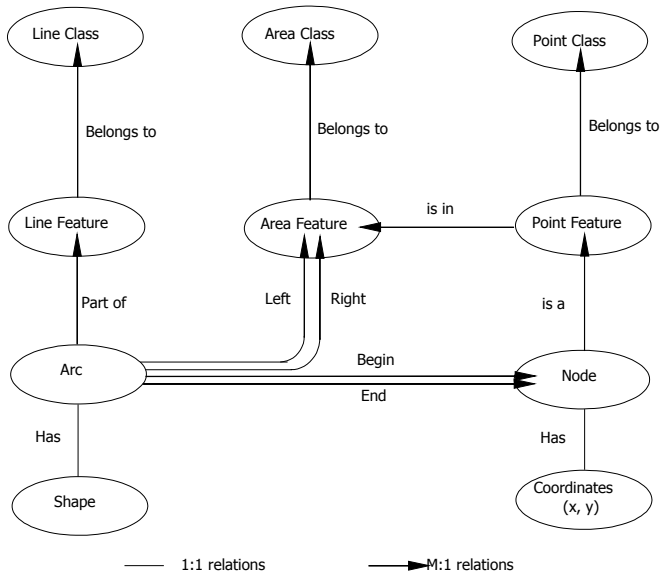 Line Class
Area Class
Point Class
Belongs to
Belongs to
Belongs to
Line Feature
Area Feature
is in
Point Feature
Part of
Left
Right
is a
Arc
Begin
End
Node
Has
Has
Shape
Coordinates
(x, y)
1:1 relations
M:1 relations